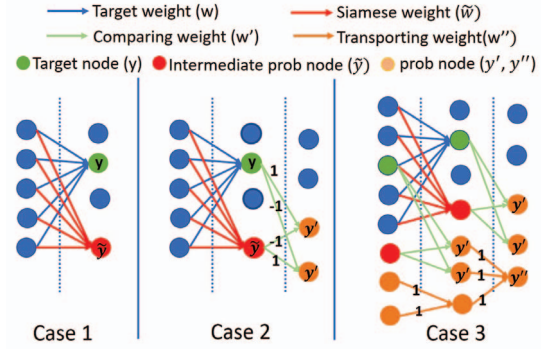 Target weight (w) Siamese weight (w̃)
Comparing weight (w') Transporting weight(w'')
Target node (y) Intermediate prob node (ỹ) prob node (y', y'')
y
ỹ
Case 1
y
1
-1
y'
-1
ỹ
1
y'
Case 2
y'
y'
1
y'
y'
1
y''
1
1
1
Case 3